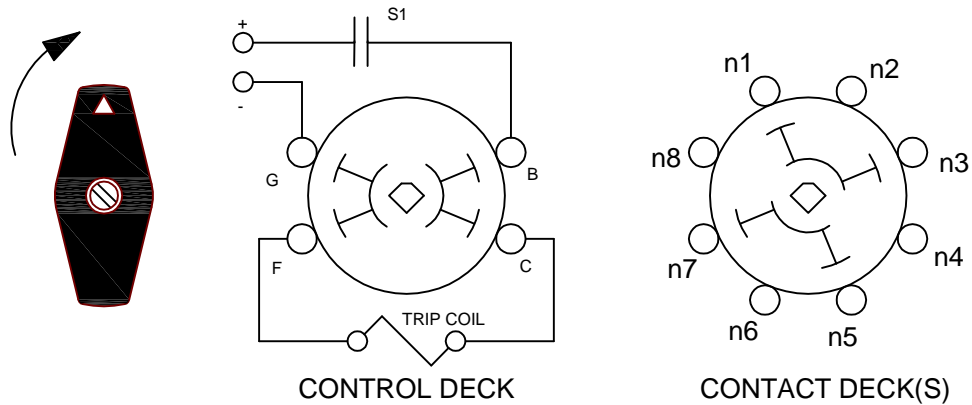 S1
+
-
G
B
F
C
TRIP COIL
CONTROL DECK
n1
n2
n3
n4
n5
n6
n7
n8
CONTACT DECK(S)